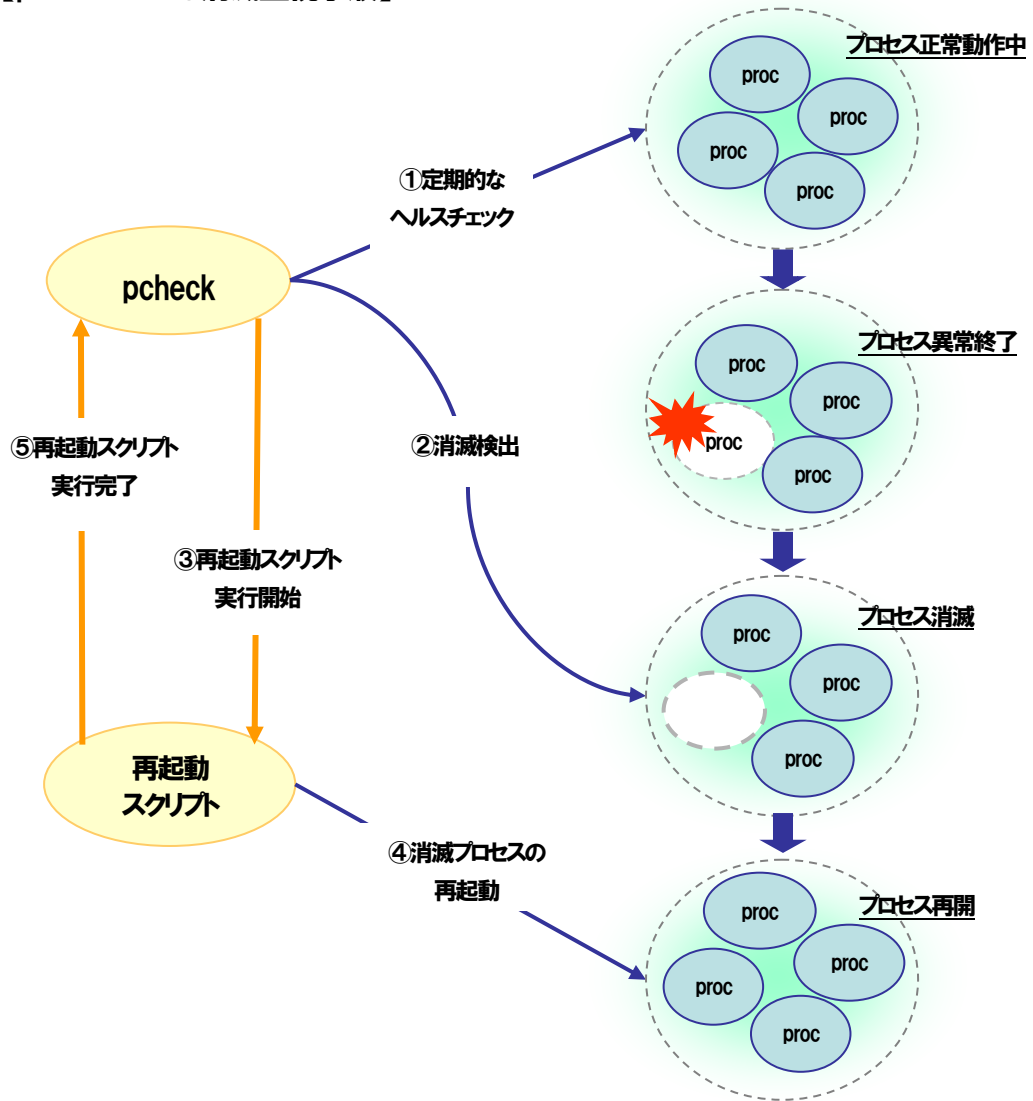 プロセス正常動作中
proc
proc
proc
proc
①定期的な
ヘルスチェック
pcheck
プロセス異常終了
proc
proc
proc
proc
②消滅検出
⑤再起動スクリプト
実行完了
③再起動スクリプト
実行開始
プロセス消滅
proc
proc
proc
再起動
スクリプト
④消滅プロセスの
再起動
プロセス再開
proc
proc
proc
proc